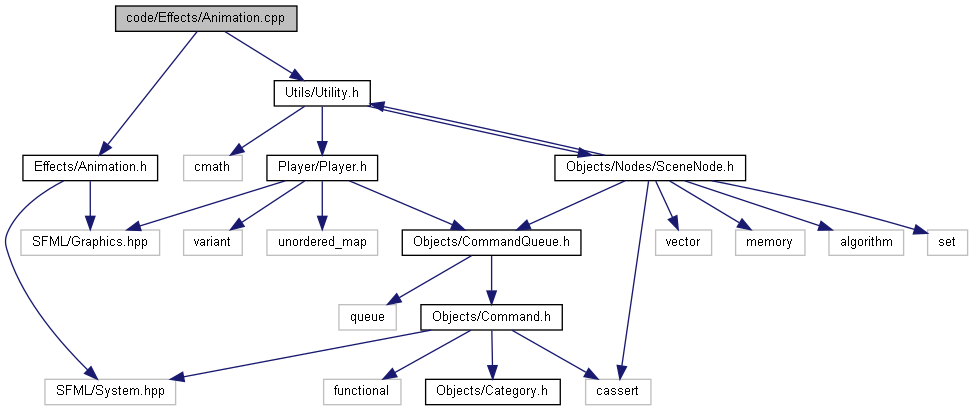 code/Effects/Animation.cpp
Utils/Utility.h
Effects/Animation.h
cmath
Player/Player.h
Objects/Nodes/SceneNode.h
SFML/Graphics.hpp
variant
unordered_map
Objects/CommandQueue.h
vector
memory
algorithm
set
queue
Objects/Command.h
SFML/System.hpp
functional
Objects/Category.h
cassert